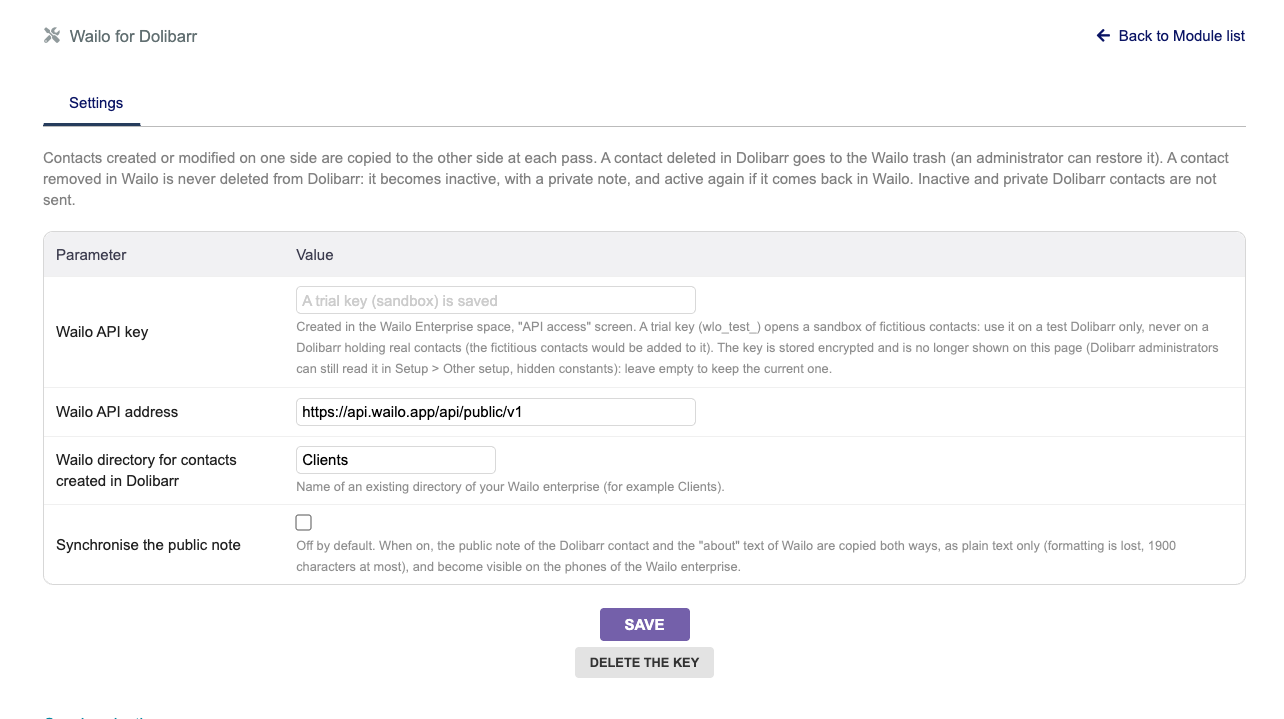 Wailo for Dolibarr
Back to Module list
Settings
Contacts created or modified on one side are copied to the other side at each pass. A contact deleted in Dolibarr goes to the Wailo trash (an administrator can restore it). A contact
removed in Wailo is never deleted from Dolibarr: it becomes inactive, with a private note, and active again if it comes back in Wailo. Inactive and private Dolibarr contacts are not
sent.
Parameter
Value
Wailo API key
A trial key (sandbox) is saved
Created in the Wailo Enterprise space, "API access" screen. A trial key (wlo_test_) opens a sandbox of fictitious contacts: use it on a test Dolibarr only, never on a
Dolibarr holding real contacts (the fictitious contacts would be added to it). The key is stored encrypted and is no longer shown on this page (Dolibarr administrators
can still read it in Setup > Other setup, hidden constants): leave empty to keep the current one.
Wailo API address
https://api.wailo.app/api/public/v1
Wailo directory for contacts
created in Dolibarr
Clients
Name of an existing directory of your Wailo enterprise (for example Clients).
Synchronise the public note
Off by default. When on, the public note of the Dolibarr contact and the "about" text of Wailo are copied both ways, as plain text only (formatting is lost, 1900
characters at most), and become visible on the phones of the Wailo enterprise.
SAVE
DELETE THE KEY